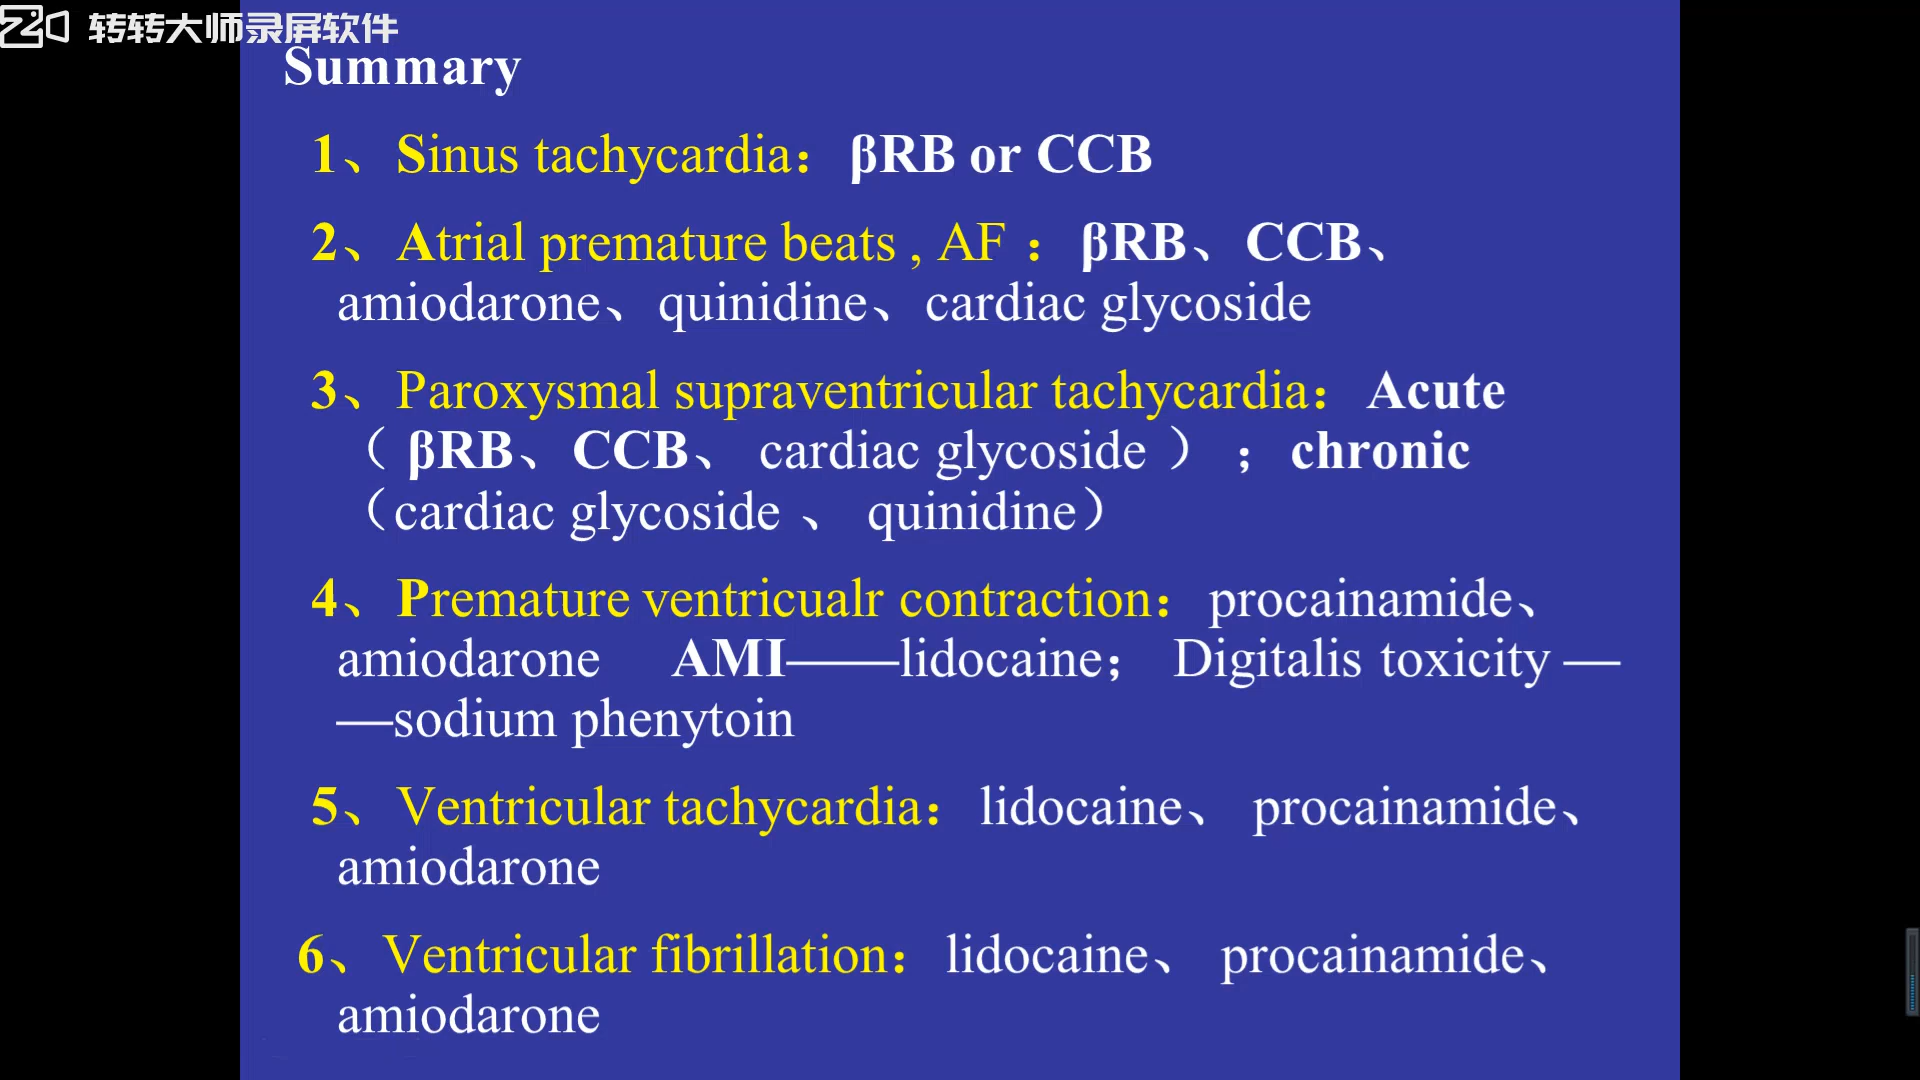 转转大师录屏软件
Summary
1、Sinus tachycardia：βRB or CCB
2、Atrial premature beats , AF ：βRB、CCB、
amiodarone、quinidine、cardiac glycoside
3、Paroxysmal supraventricular tachycardia：Acute
（ βRB、CCB、 cardiac glycoside ） ；chronic
（cardiac glycoside 、 quinidine）
4、Premature ventricualr contraction：procainamide、
amiodarone AMI——lidocaine； Digitalis toxicity —
—sodium phenytoin
5、Ventricular tachycardia：lidocaine、 procainamide、
amiodarone
6、Ventricular fibrillation：lidocaine、 procainamide、
amiodarone